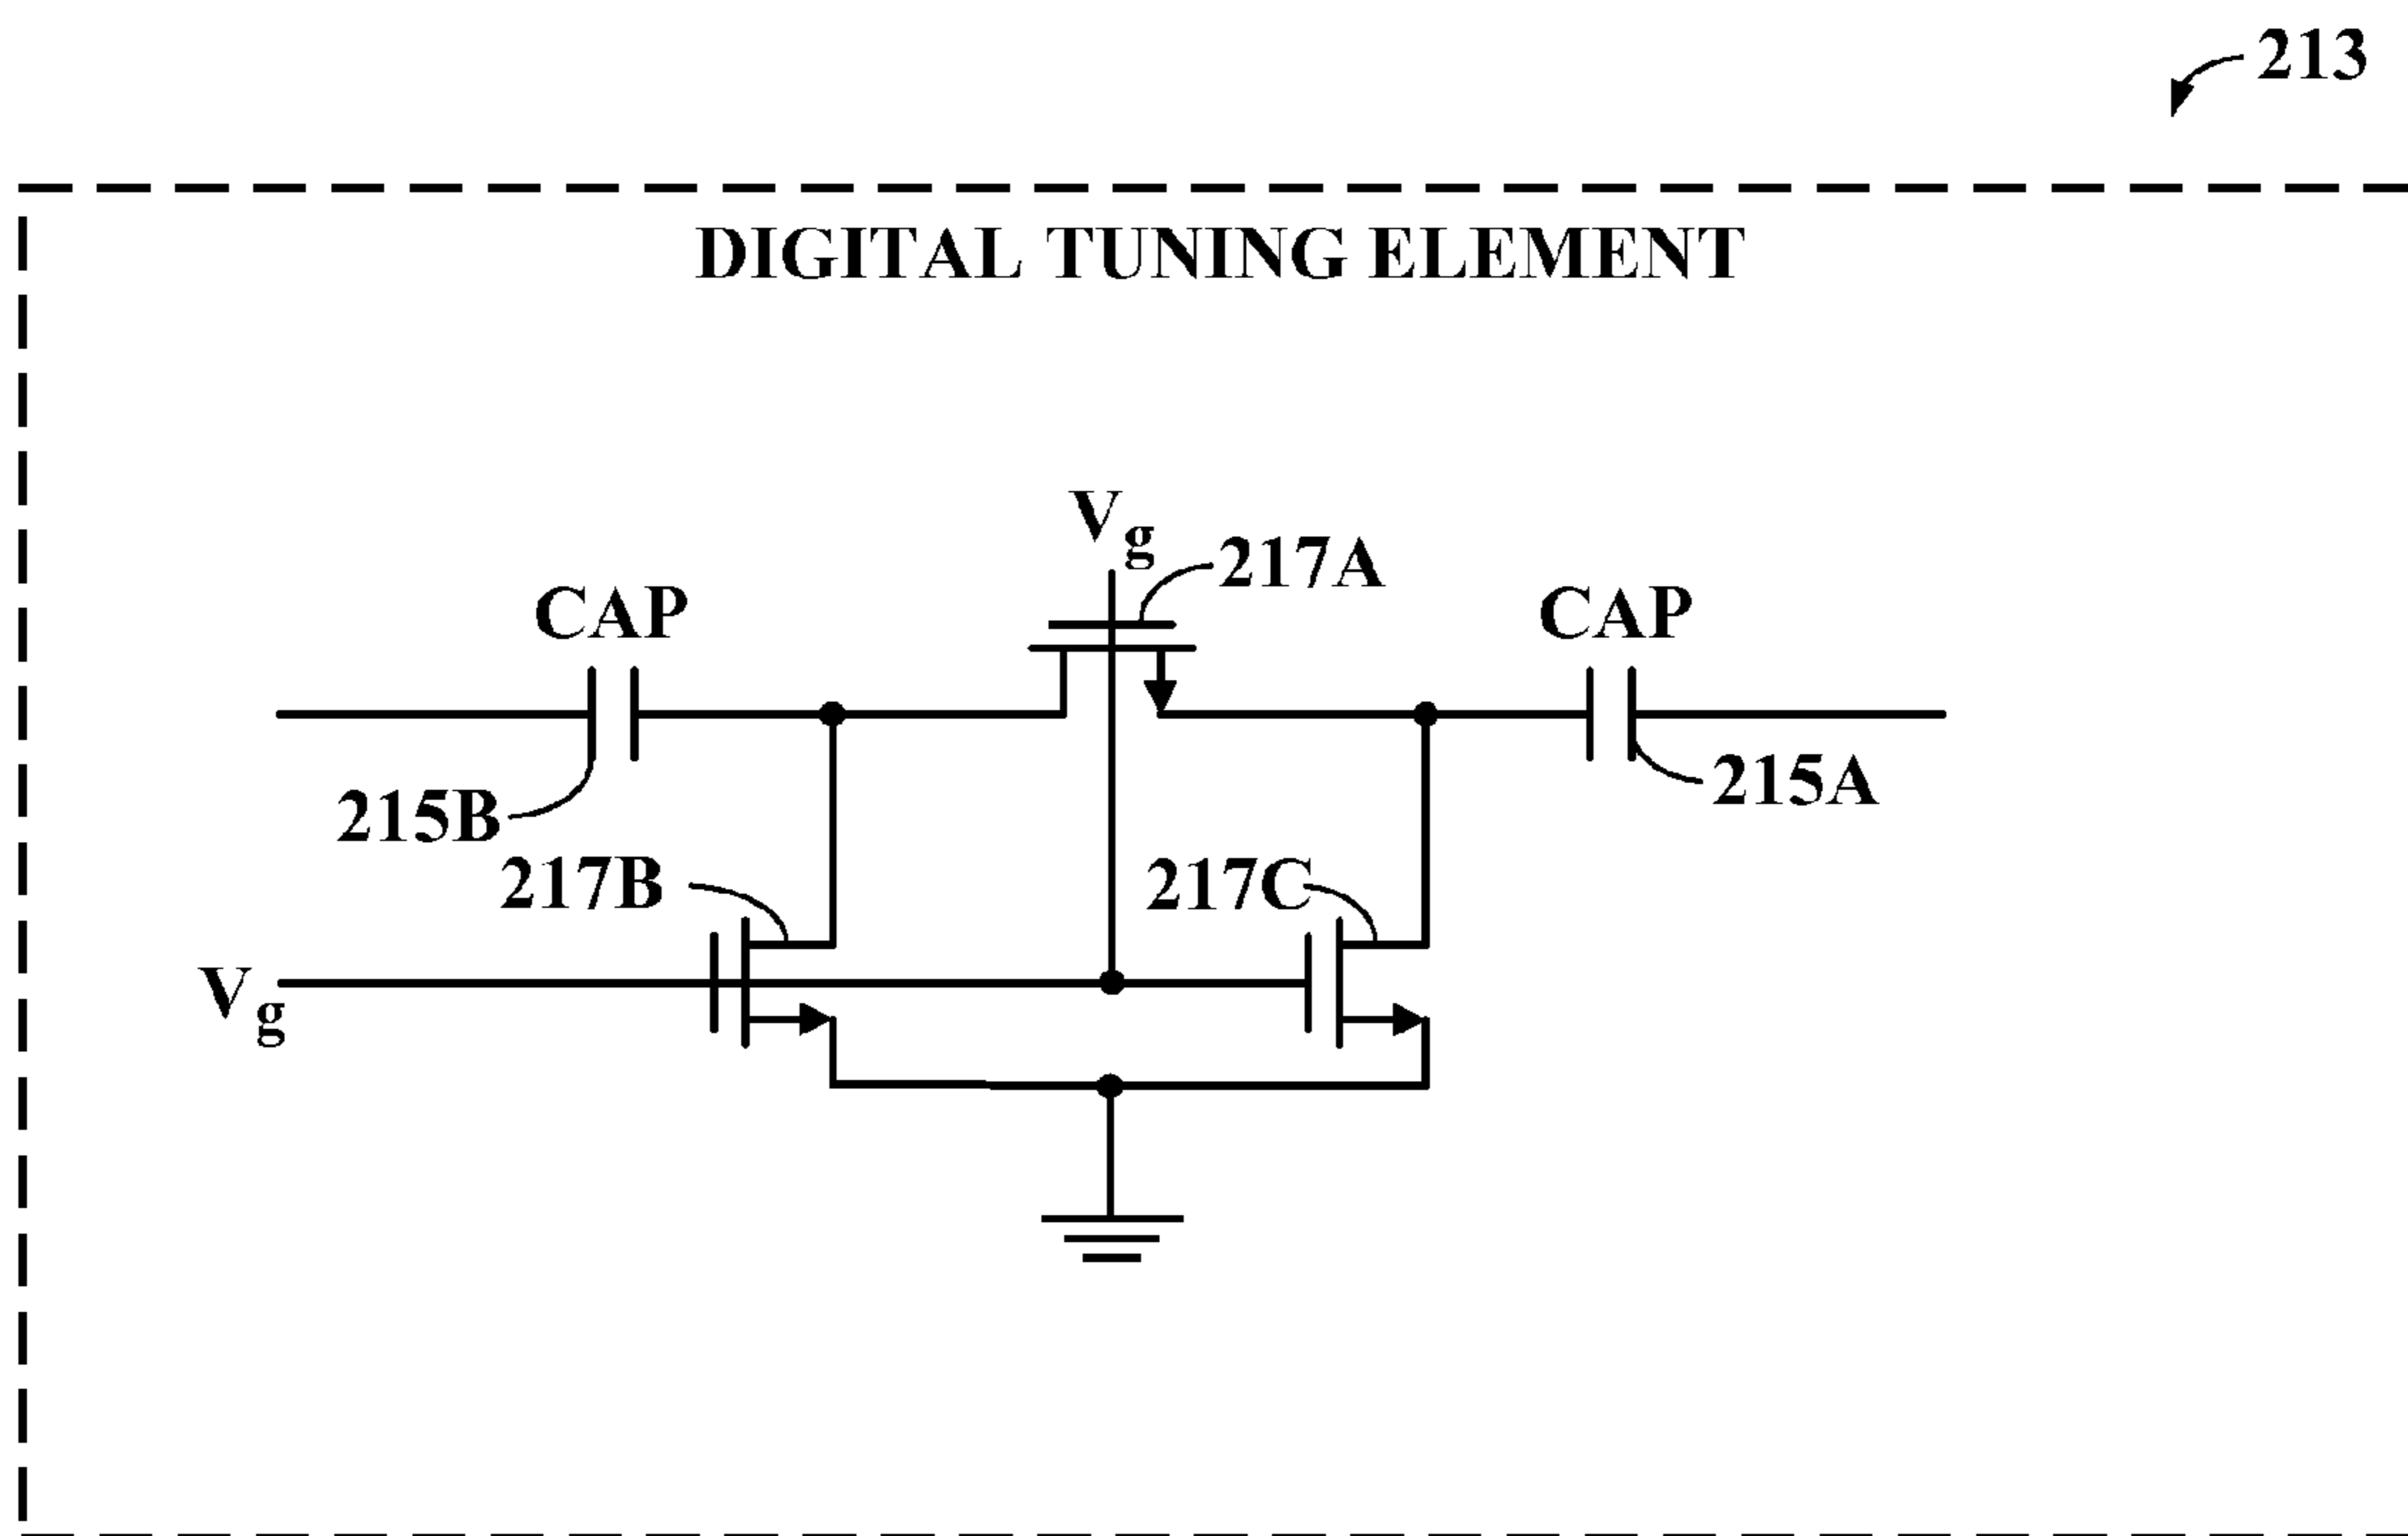 213
DIGITAL TUNING ELEMENT
Vg
217A
CAP
CAP
215B
215A
217B
217C
Vg